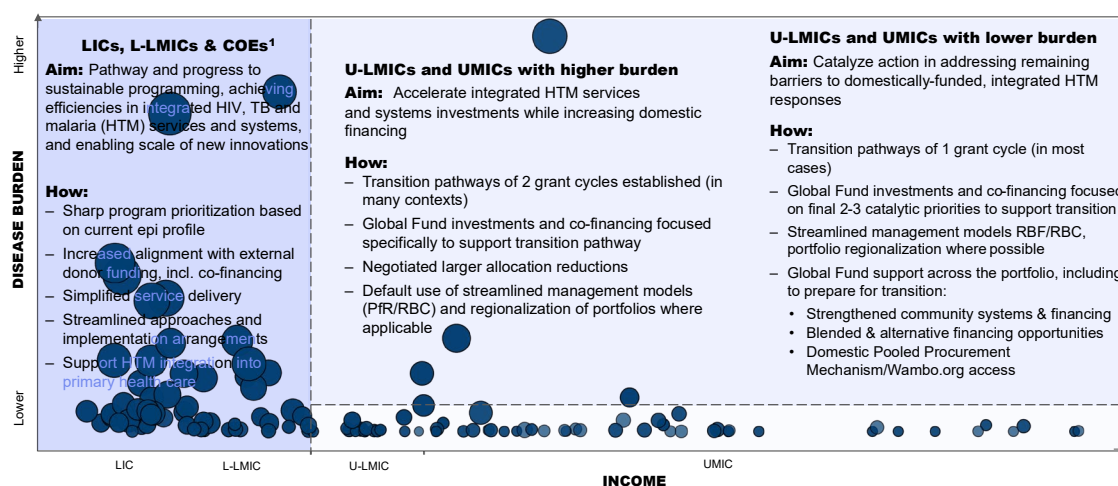 Higher
DISEASE BURDEN
Lower
LICs, L-LMICs & COEs¹
Aim: Pathway and progress to
sustainable programming, achieving
efficiencies in integrated HIV, TB and
malaria (HTM) services and systems,
and enabling scale of new innovations
How:
– Sharp program prioritization based
on current epi profile
– Increased alignment with external
donor funding, incl. co-financing
– Simplified service delivery
– Streamlined approaches and
implementation arrangements
– Support HTM integration into
primary health care
U-LMICs and UMICs with higher burden
Aim: Accelerate integrated HTM services
and systems investments while increasing domestic
financing
How:
– Transition pathways of 2 grant cycles established (in
many contexts)
– Global Fund investments and co-financing focused
specifically to support transition pathway
– Negotiated larger allocation reductions
– Default use of streamlined management models
(PfR/RBC) and regionalization of portfolios where
applicable
U-LMICs and UMICs with lower burden
Aim: Catalyze action in addressing remaining
barriers to domestically-funded, integrated HTM
responses
How:
– Transition pathways of 1 grant cycle (in most
cases)
– Global Fund investments and co-financing focused
on final 2-3 catalytic priorities to support transition
– Streamlined management models RBF/RBC,
portfolio regionalization where possible
– Global Fund support across the portfolio, including
to prepare for transition:
• Strengthened community systems & financing
• Blended & alternative financing opportunities
• Domestic Pooled Procurement
Mechanism/Wambo.org access
LIC
L-LMIC
U-LMIC
UMIC
INCOME